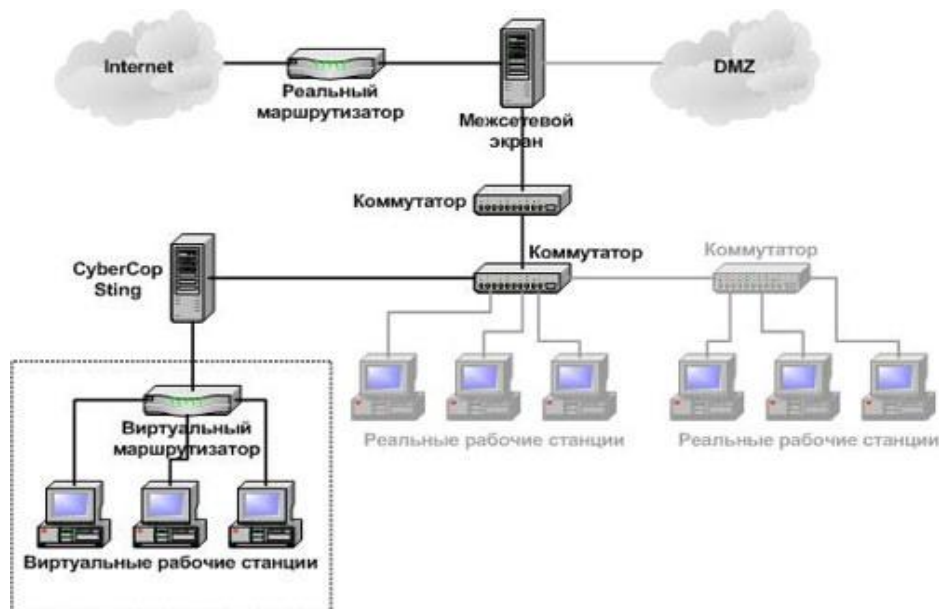 Internet
Реальный
маршрутизатор
Межсетевой
экран
DMZ
Коммутатор
Коммутатор
Коммутатор
CyberCop
Sting
Реальные рабочие станции
Реальные рабочие станции
Виртуальный
маршрутизатор
Виртуальные рабочие станции